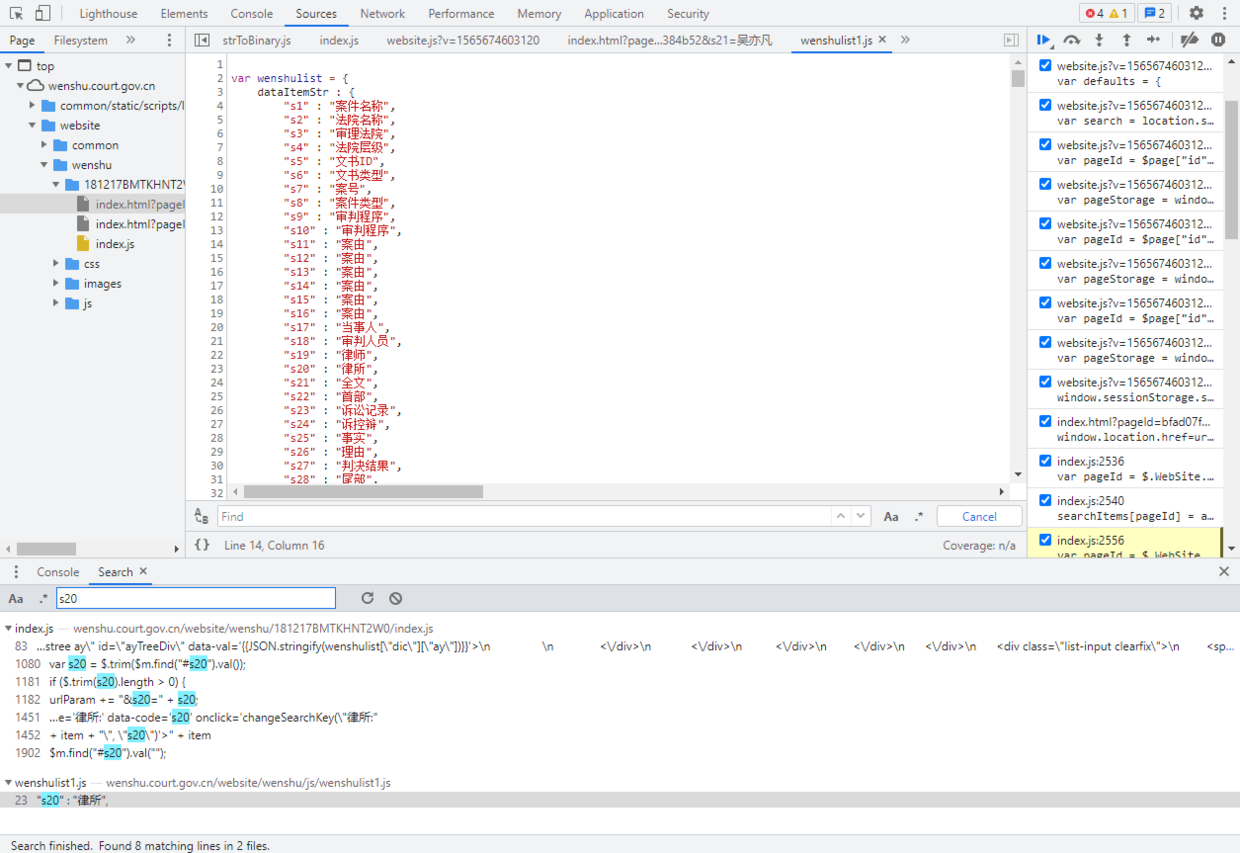 Lighthouse Elements Console Sources Network Performance Memory Application Security 4 1 2
Page Filesystem » strToBinary.js index.js website.js?v=1565674603120 index.html?page...384b52&s21=吴亦凡 wenshulist1.js × »
top
wenshu.court.gov.cn
common/static/scripts/l
website
common
wenshu
181217BMTKHNT2W
index.html?pageI
index.html?pageI
index.js
css
images
js
1
2 var wenshulist = {
3 dataItemStr : {
4 "s1" : "案件名称",
5 "s2" : "法院名称",
6 "s3" : "审理法院",
7 "s4" : "法院层级",
8 "s5" : "文书ID",
9 "s6" : "文书类型",
10 "s7" : "案号",
11 "s8" : "案件类型",
12 "s9" : "审判程序",
13 "s10" : "审判程序",
14 "s11" : "案由",
15 "s12" : "案由",
16 "s13" : "案由",
17 "s14" : "案由",
18 "s15" : "案由",
19 "s16" : "案由",
20 "s17" : "当事人",
21 "s18" : "审判人员",
22 "s19" : "律师",
23 "s20" : "律所",
24 "s21" : "全文",
25 "s22" : "首部",
26 "s23" : "诉讼记录",
27 "s24" : "诉控辩",
28 "s25" : "事实",
29 "s26" : "理由",
30 "s27" : "判决结果",
31 "s28" : "尾部",
32
Find Aa .* Cancel
{} Line 14, Column 16 Coverage: n/a
website.js?v=156567460312...
var defaults = {
website.js?v=156567460312...
var search = location.s...
website.js?v=156567460312...
var pageId = $page["id"...
website.js?v=156567460312...
var pageStorage = windo...
website.js?v=156567460312...
var pageId = $page["id"...
website.js?v=156567460312...
var pageStorage = windo...
website.js?v=156567460312...
var pageId = $page["id"...
website.js?v=156567460312...
var pageStorage = windo...
website.js?v=156567460312...
window.sessionStorage.s...
index.html?pageId=bfad07f...
window.location.href=ur...
index.js:2536
var pageId = $.WebSite....
index.js:2540
searchItems[pageId] = a...
index.js:2556
var pageId = $.WebSite
Console Search ×
Aa .* s20
index.js — wenshu.court.gov.cn/website/wenshu/181217BMTKHNT2W0/index.js
83 ...stree ay\" id=\"ayTreeDiv\" data-val='{{JSON.stringify(wenshulist[\"dic\"][\"ay\"])}}'>\n \n <\/div>\n <\/div>\n <\/div>\n <\/div>\n <\/div>\n <div class=\"list-input clearfix\">\n <sp...
1080 var s20 = $.trim($m.find("#s20").val());
1181 if ($.trim(s20).length > 0) {
1182 urlParam += "&s20=" + s20;
1451 ...e='律所:' data-code='s20' onclick='changeSearchKey(\"律所:"
1452 + item + "\", \"s20\")'>" + item
1902 $m.find("#s20").val("");
wenshulist1.js — wenshu.court.gov.cn/website/wenshu/js/wenshulist1.js
23 "s20" : "律所",
Search finished. Found 8 matching lines in 2 files.